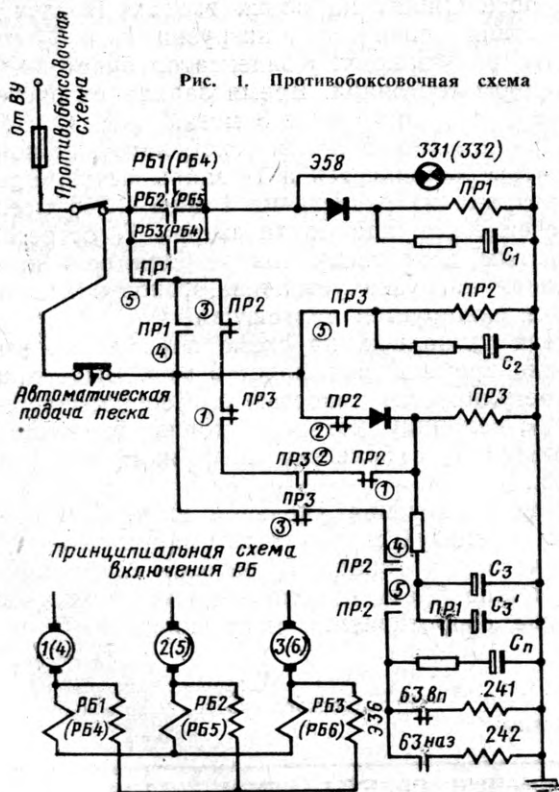 Рис. 1. Противобоксовочная схема
от ВУ
Противобоксовочная схема
РБ1(РБ4)
РБ2(РБ5
РБ3(РБ4)
Э58
331(332)
ПР1
С1
ПР1
⑤
③
ПР2
ПР1
④
ПР3
③
ПР2
С2
Автоматическая
подача песка
①
ПР3
ПР2
②
ПР3
ПР3
②
ПР2
①
ПР3
③
Принципиальная схема
включения РБ
ПР2
④
ПР2
⑤
С3
ПР1
С3'
Сп
1(4)
2(5)
3(6)
РБ1
(РБ4)
РБ2
(РБ5)
РБ3
(РБ6)
Э36
63вп
241
63наз
242